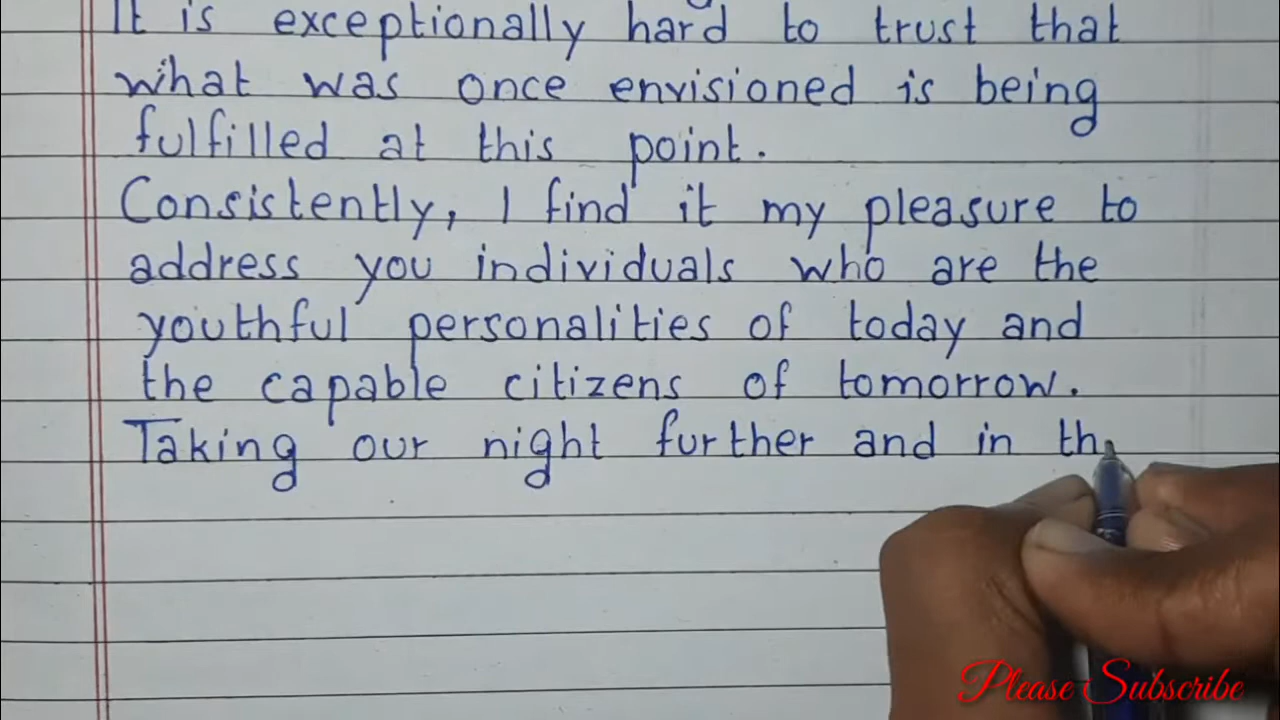 It is exceptionally hard to trust that
what was once envisioned is being
fulfilled at this point.
Consistently, I find it my pleasure to
address you individuals who are the
youthful personalities of today and
the capable citizens of tomorrow.
Taking our night further and in th
Please Subscribe